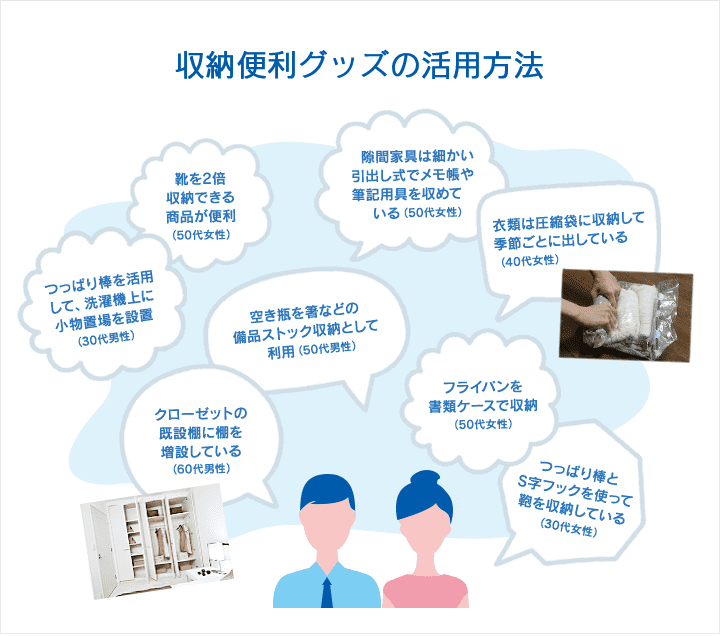 収納便利グッズの活用方法
靴を2倍
収納できる
商品が便利
(50代女性)
隙間家具は細かい
引出し式でメモ帳や
筆記用具を収めて
いる(50代女性)
衣類は圧縮袋に収納して
季節ごとに出している
(40代女性)
つっぱり棒を活用
して、洗濯機上に
小物置場を設置
(30代男性)
空き瓶を箸などの
備品ストック収納として
利用(50代男性)
フライパンを
書類ケースで収納
(50代女性)
クローゼットの
既設棚に棚を
増設している
(60代男性)
つっぱり棒と
S字フックを使って
鞄を収納している
(30代女性)